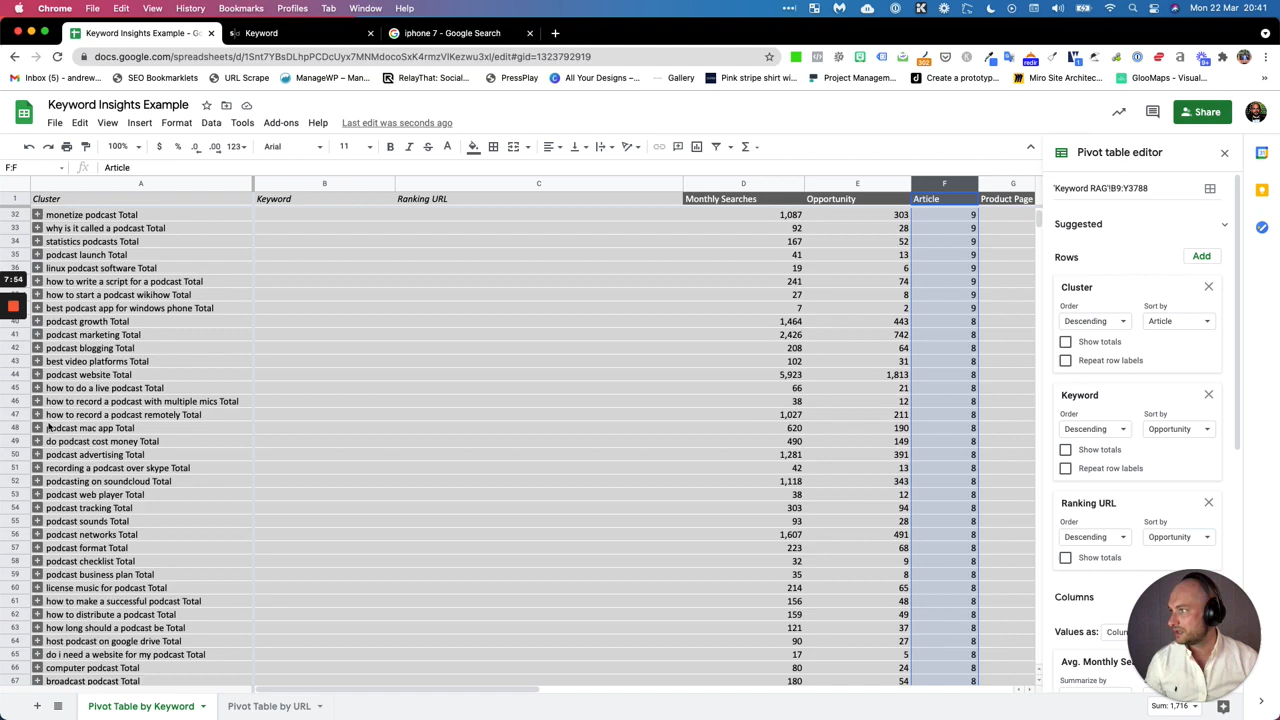 Chrome File Edit View History Bookmarks Profiles Tab Window Help Wed 27 Apr 20:41
Keyword Insights Example - Go Keyword iphone 7 - Google Search
docs.google.com/spreadsheets/d/1Snt7YBsDLhpPCDnUyx7MNMdocoSxK4rmzVIKezwu3xI/edit#gid=1323792919
Inbox (5) - andrew... SEO Bookmarks URL Scrape ManageWP – Man... RelayThat: Social... PressPlay All Your Designs –... Gallery Pink stripe shirt wi... Project Managem... Create a prototyp... Miro Site Architec... GlooMaps - Visual...
Keyword Insights Example
File Edit View Insert Format Data Tools Add-ons Help Last edit was seconds ago
Share
100% $ % .0 .00 123 Arial 11 B I S A
F:F fx Article
A B C D E F G
1 Cluster Keyword Ranking URL Monthly Searches Opportunity Article Product Page
32 monetize podcast Total 1,087 303 9
33 why is it called a podcast Total 92 28 9
34 statistics podcasts Total 167 52 9
35 podcast launch Total 41 13 9
36 linux podcast software Total 19 6 9
how to write a script for a podcast Total 241 74 9
how to start a podcast wikihow Total 27 8 9
best podcast app for windows phone Total 7 2 9
40 podcast growth Total 1,464 443 8
41 podcast marketing Total 2,426 742 8
42 podcast blogging Total 208 64 8
43 best video platforms Total 102 31 8
44 podcast website Total 5,923 1,813 8
45 how to do a live podcast Total 66 21 8
46 how to record a podcast with multiple mics Total 38 12 8
47 how to record a podcast remotely Total 1,027 211 8
48 podcast mac app Total 620 190 8
49 do podcast cost money Total 490 149 8
50 podcast advertising Total 1,281 391 8
51 recording a podcast over skype Total 42 13 8
52 podcasting on soundcloud Total 1,118 343 8
53 podcast web player Total 38 12 8
54 podcast tracking Total 303 94 8
55 podcast sounds Total 93 28 8
56 podcast networks Total 1,607 491 8
57 podcast format Total 223 68 8
58 podcast checklist Total 32 9 8
59 podcast business plan Total 35 8 8
60 license music for podcast Total 214 65 8
61 how to make a successful podcast Total 156 48 8
62 how to distribute a podcast Total 159 49 8
63 how long should a podcast be Total 121 37 8
64 host podcast on google drive Total 90 27 8
65 do i need a website for my podcast Total 17 5 8
66 computer podcast Total 80 24 8
67 broadcast podcast Total 180 54 8
7:54
Pivot table editor
'Keyword RAG'!B9:Y3788
Suggested
Rows Add
Cluster
Order Sort by
Descending Article
Show totals
Repeat row labels
Keyword
Order Sort by
Descending Opportunity
Show totals
Repeat row labels
Ranking URL
Order Sort by
Descending Opportunity
Show totals
Columns
Values as: Colum
Avg. Monthly Sea
Summarize by
Pivot Table by Keyword Pivot Table by URL Sum: 1,716